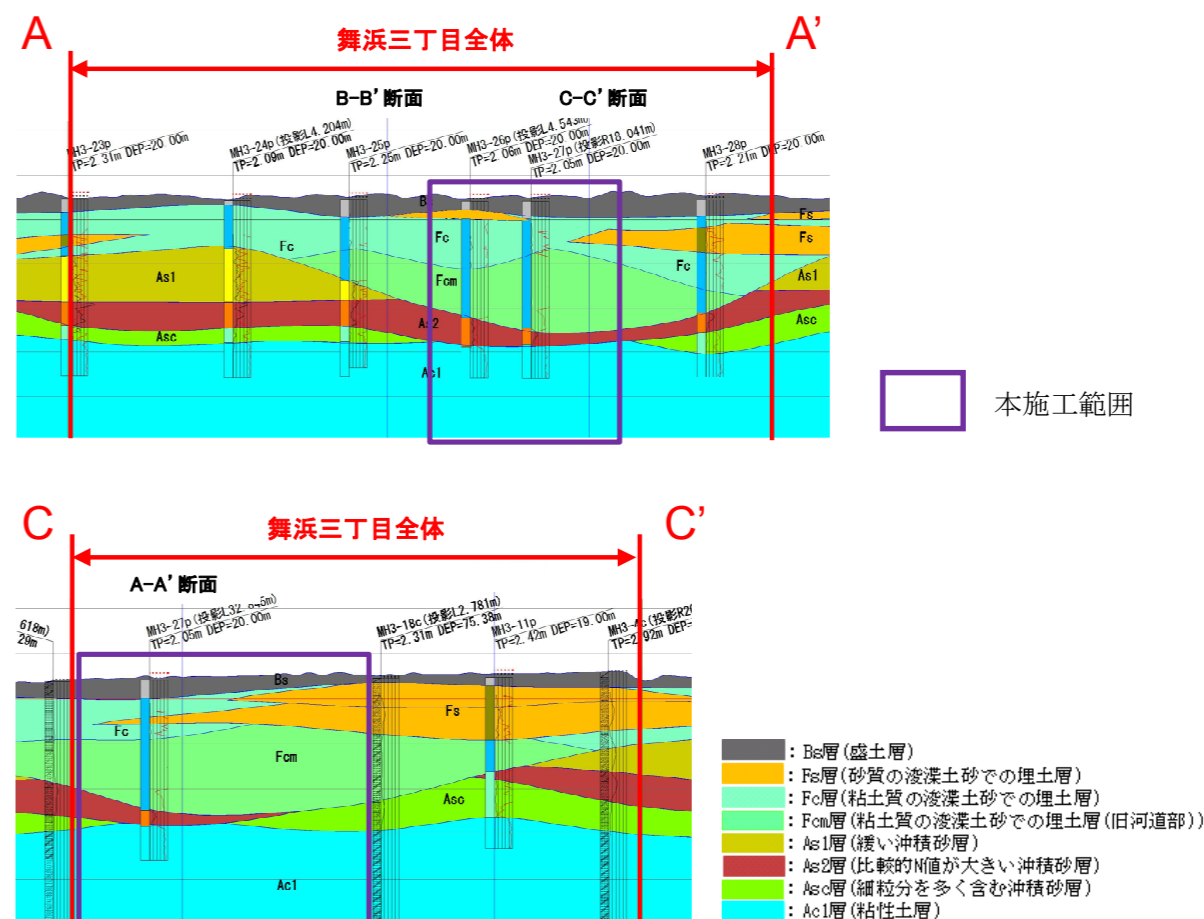 A
A’
舞浜三丁目全体
B-B’断面
C-C’断面
MH3-23p
TP=2.31m DEP=20.00m
MH3-24p(投影L4.204m)
TP=2.09m DEP=20.00m
MH3-25p
TP=2.25m DEP=20.00m
MH3-26p(投影L4.543m)
TP=2.06m DEP=20.00m
MH3-27p(投影R18.041m)
TP=2.05m DEP=20.00m
MH3-28p
TP=2.21m DEP=20.00m
Fs
Fc
Fc
Fs
Fc
As1
Fcm
As1
As2
Asc
Asc
Ac1
本施工範囲
C
C’
舞浜三丁目全体
A-A’断面
618m)
29m
MH3-27p
TP=2.05m DEP=20.00m
MH3-18c(投影L2.781m)
TP=2.31m DEP=75.38m
MH3-11p
TP=2.42m DEP=19.00m
Bs
Fs
Fc
Fcm
Asc
Ac1
:Bs層(盛土層)
:Fs層(砂質の浚渫土砂での埋土層)
:Fc層(粘土質の浚渫土砂での埋土層)
:Fcm層(粘土質の浚渫土砂での埋土層(旧河道部))
:As1層(緩い沖積砂層)
:As2層(比較的N値が大きい沖積砂層)
:Asc層(細粒分を多く含む沖積砂層)
:Ac1層(粘性土層)